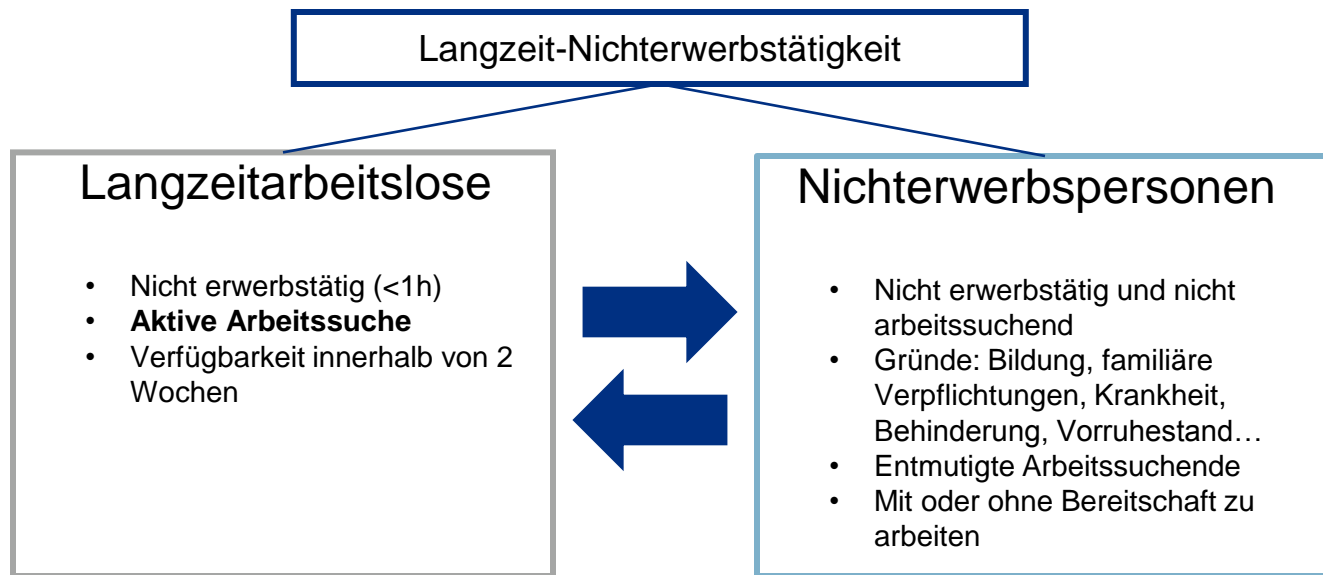 Langzeit-Nichterwerbstätigkeit
Langzeitarbeitslose
• Nicht erwerbstätig (<1h)
• Aktive Arbeitssuche
• Verfügbarkeit innerhalb von 2
Wochen
Nichterwerbspersonen
• Nicht erwerbstätig und nicht
arbeitssuchend
• Gründe: Bildung, familiäre
Verpflichtungen, Krankheit,
Behinderung, Vorruhestand…
• Entmutigte Arbeitssuchende
• Mit oder ohne Bereitschaft zu
arbeiten